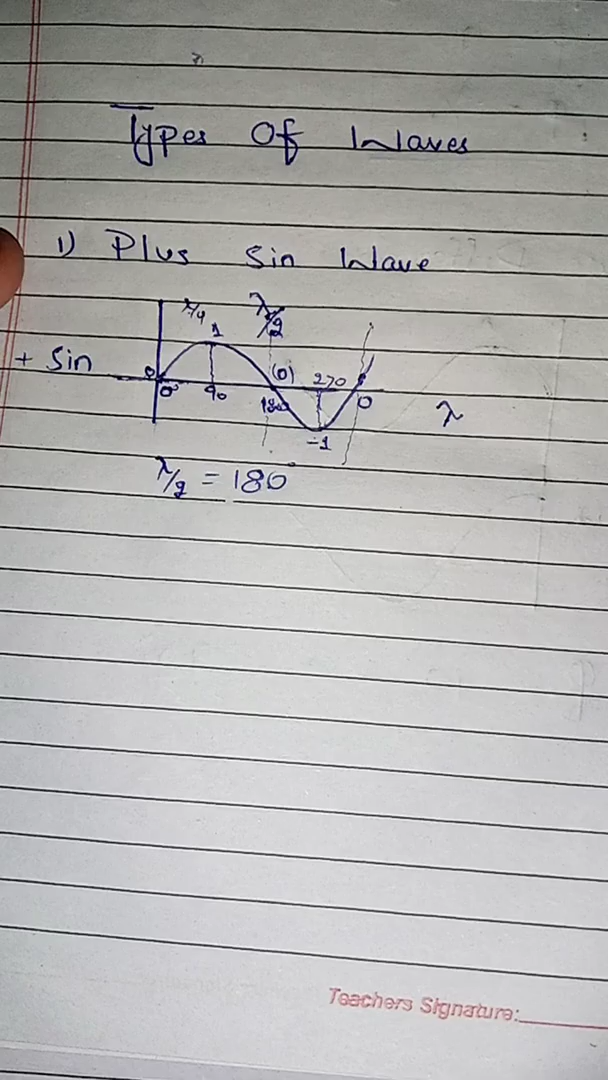 Types Of Waves
1) Plus Sin Wave
λ/4 λ/2
1
+ Sin
0 (0) 270
0° 90 180 0 λ
-1
λ/2 = 180°
Teachers Signature: